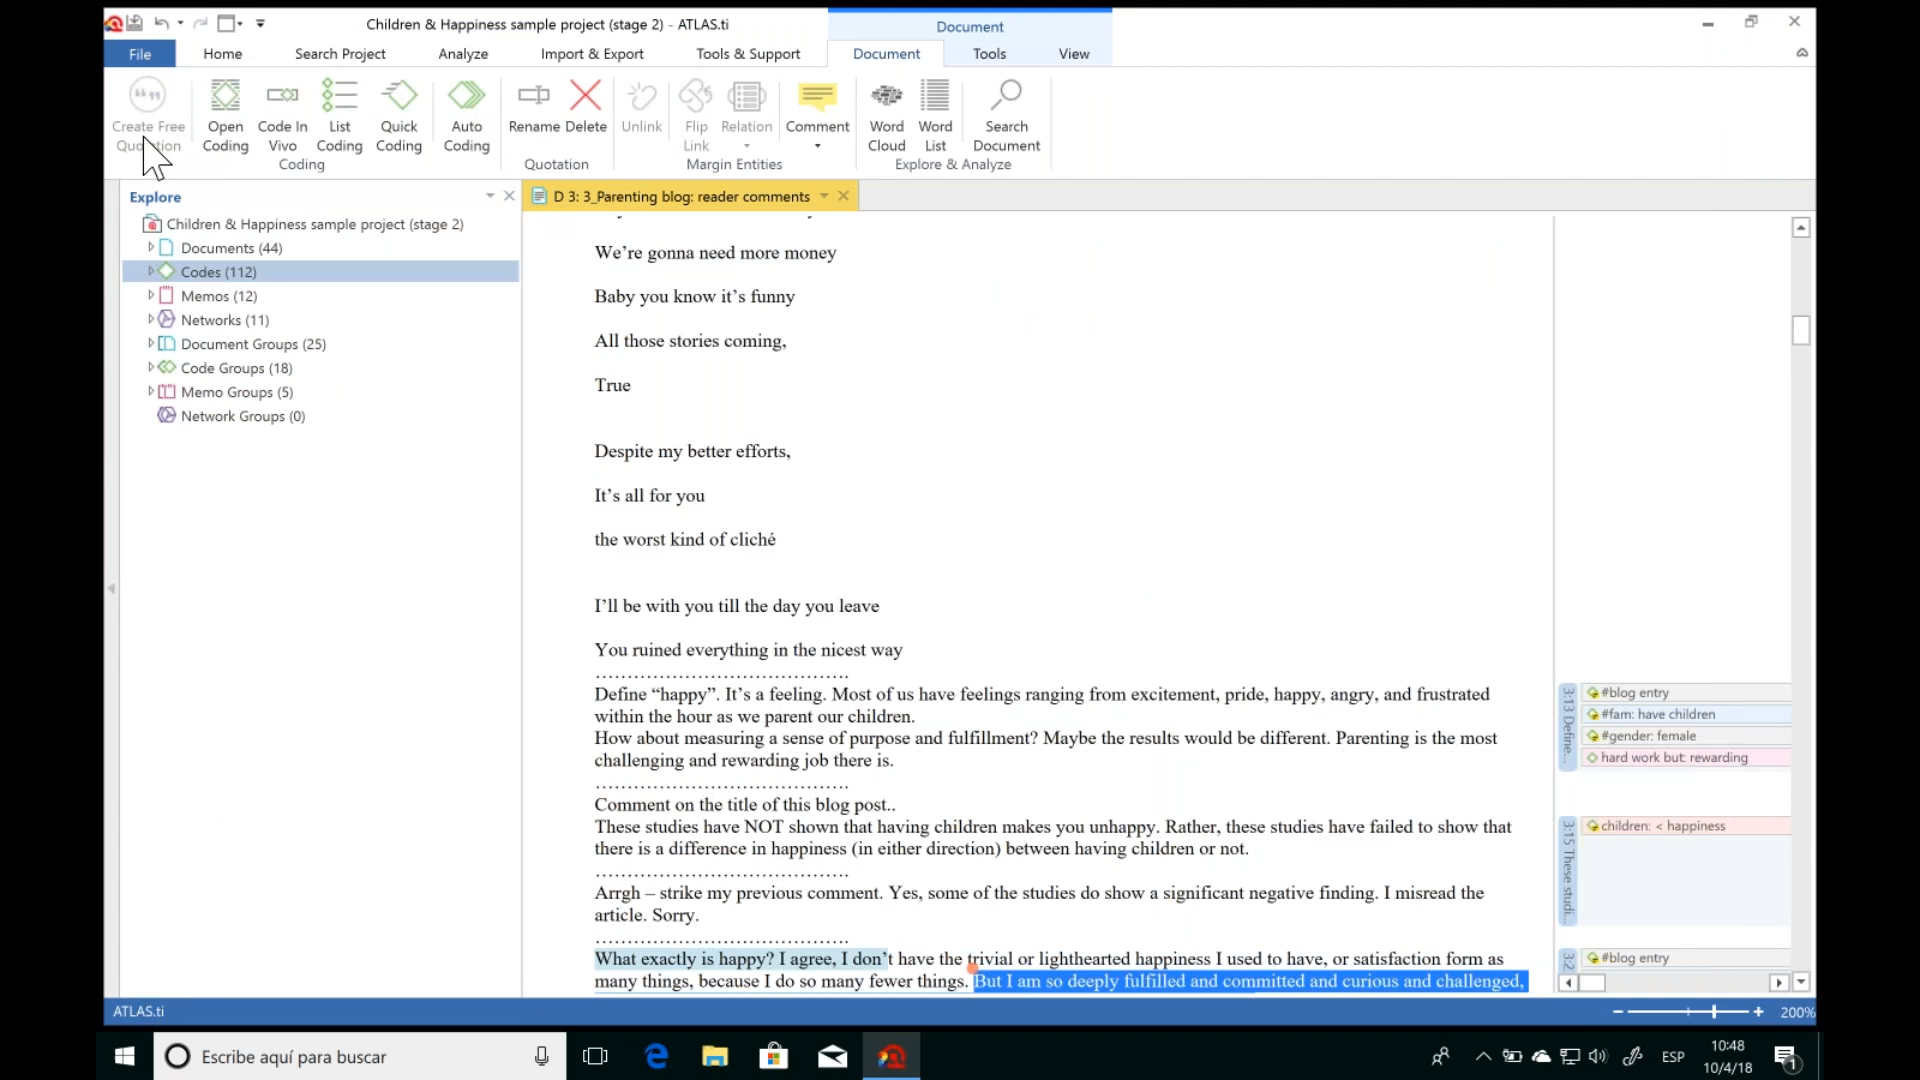 Children & Happiness sample project (stage 2) - ATLAS.ti
Document
File
Home
Search Project
Analyze
Import & Export
Tools & Support
Document
Tools
View
Create Free
Quotation
Open
Coding
Code In
Vivo
List
Coding
Quick
Coding
Auto
Coding
Rename
Delete
Unlink
Flip
Link
Relation
Comment
Word
Cloud
Word
List
Search
Document
Coding
Quotation
Margin Entities
Explore & Analyze
Explore
D 3: 3_Parenting blog: reader comments
Children & Happiness sample project (stage 2)
Documents (44)
Codes (112)
Memos (12)
Networks (11)
Document Groups (25)
Code Groups (18)
Memo Groups (5)
Network Groups (0)
We’re gonna need more money
Baby you know it’s funny
All those stories coming,
True
Despite my better efforts,
It’s all for you
the worst kind of cliché
I’ll be with you till the day you leave
You ruined everything in the nicest way
…………………………………
Define “happy”. It’s a feeling. Most of us have feelings ranging from excitement, pride, happy, angry, and frustrated
within the hour as we parent our children.
How about measuring a sense of purpose and fulfillment? Maybe the results would be different. Parenting is the most
challenging and rewarding job there is.
…………………………………
Comment on the title of this blog post..
These studies have NOT shown that having children makes you unhappy. Rather, these studies have failed to show that
there is a difference in happiness (in either direction) between having children or not.
…………………………………
Arrgh – strike my previous comment. Yes, some of the studies do show a significant negative finding. I misread the
article. Sorry.
…………………………………
What exactly is happy? I agree, I don’t have the trivial or lighthearted happiness I used to have, or satisfaction form as
many things, because I do so many fewer things. But I am so deeply fulfilled and committed and curious and challenged,
3:13 Define...
#blog entry
#fam: have children
#gender: female
hard work but: rewarding
3:15 These studi...
children: < happiness
3:2
#blog entry
ATLAS.ti
200%
Escribe aquí para buscar
ESP
10:48
10/4/18
1